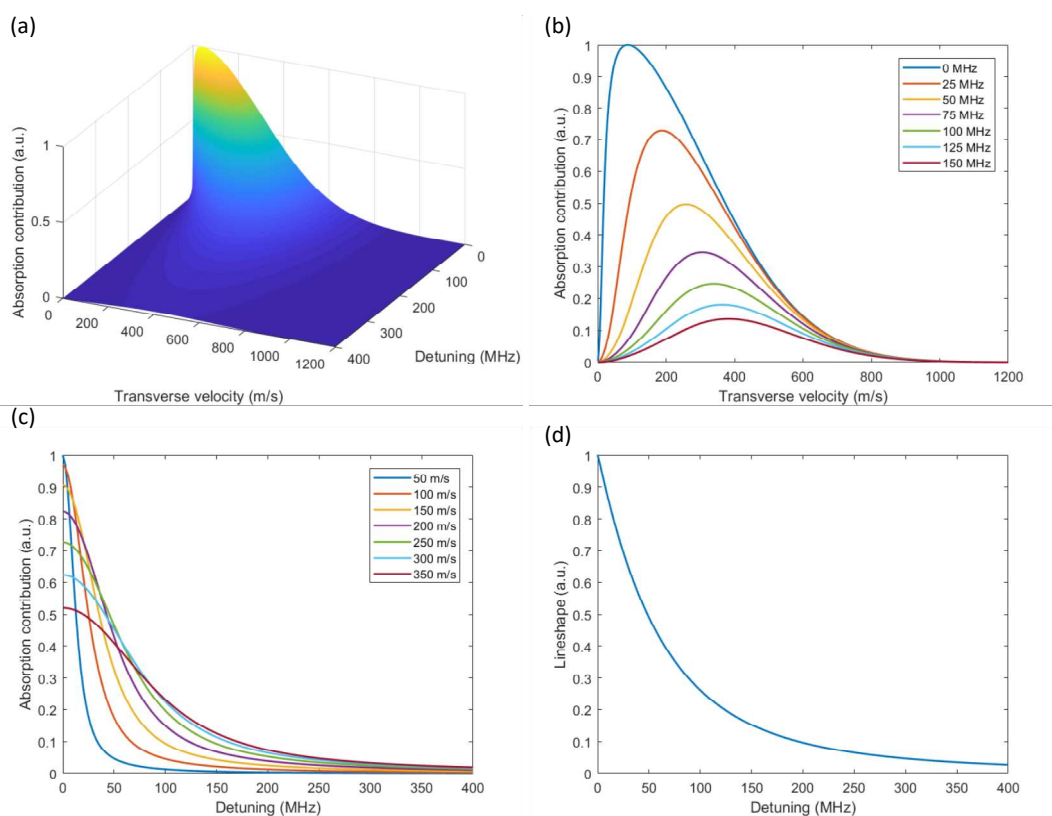 (a)
Absorption contribution (a.u.)
1
0.5
0
0
200
400
600
800
1000
1200
0
100
200
300
400
Detuning (MHz)
Transverse velocity (m/s)
(b)
Absorption contribution (a.u.)
1
0.9
0.8
0.7
0.6
0.5
0.4
0.3
0.2
0.1
0
0 200 400 600 800 1000 1200
Transverse velocity (m/s)
0 MHz
25 MHz
50 MHz
75 MHz
100 MHz
125 MHz
150 MHz
(c)
Absorption contribution (a.u.)
1
0.9
0.8
0.7
0.6
0.5
0.4
0.3
0.2
0.1
0
0 50 100 150 200 250 300 350 400
Detuning (MHz)
50 m/s
100 m/s
150 m/s
200 m/s
250 m/s
300 m/s
350 m/s
(d)
Lineshape (a.u.)
1
0.9
0.8
0.7
0.6
0.5
0.4
0.3
0.2
0.1
0
0 50 100 150 200 250 300 350 400
Detuning (MHz)